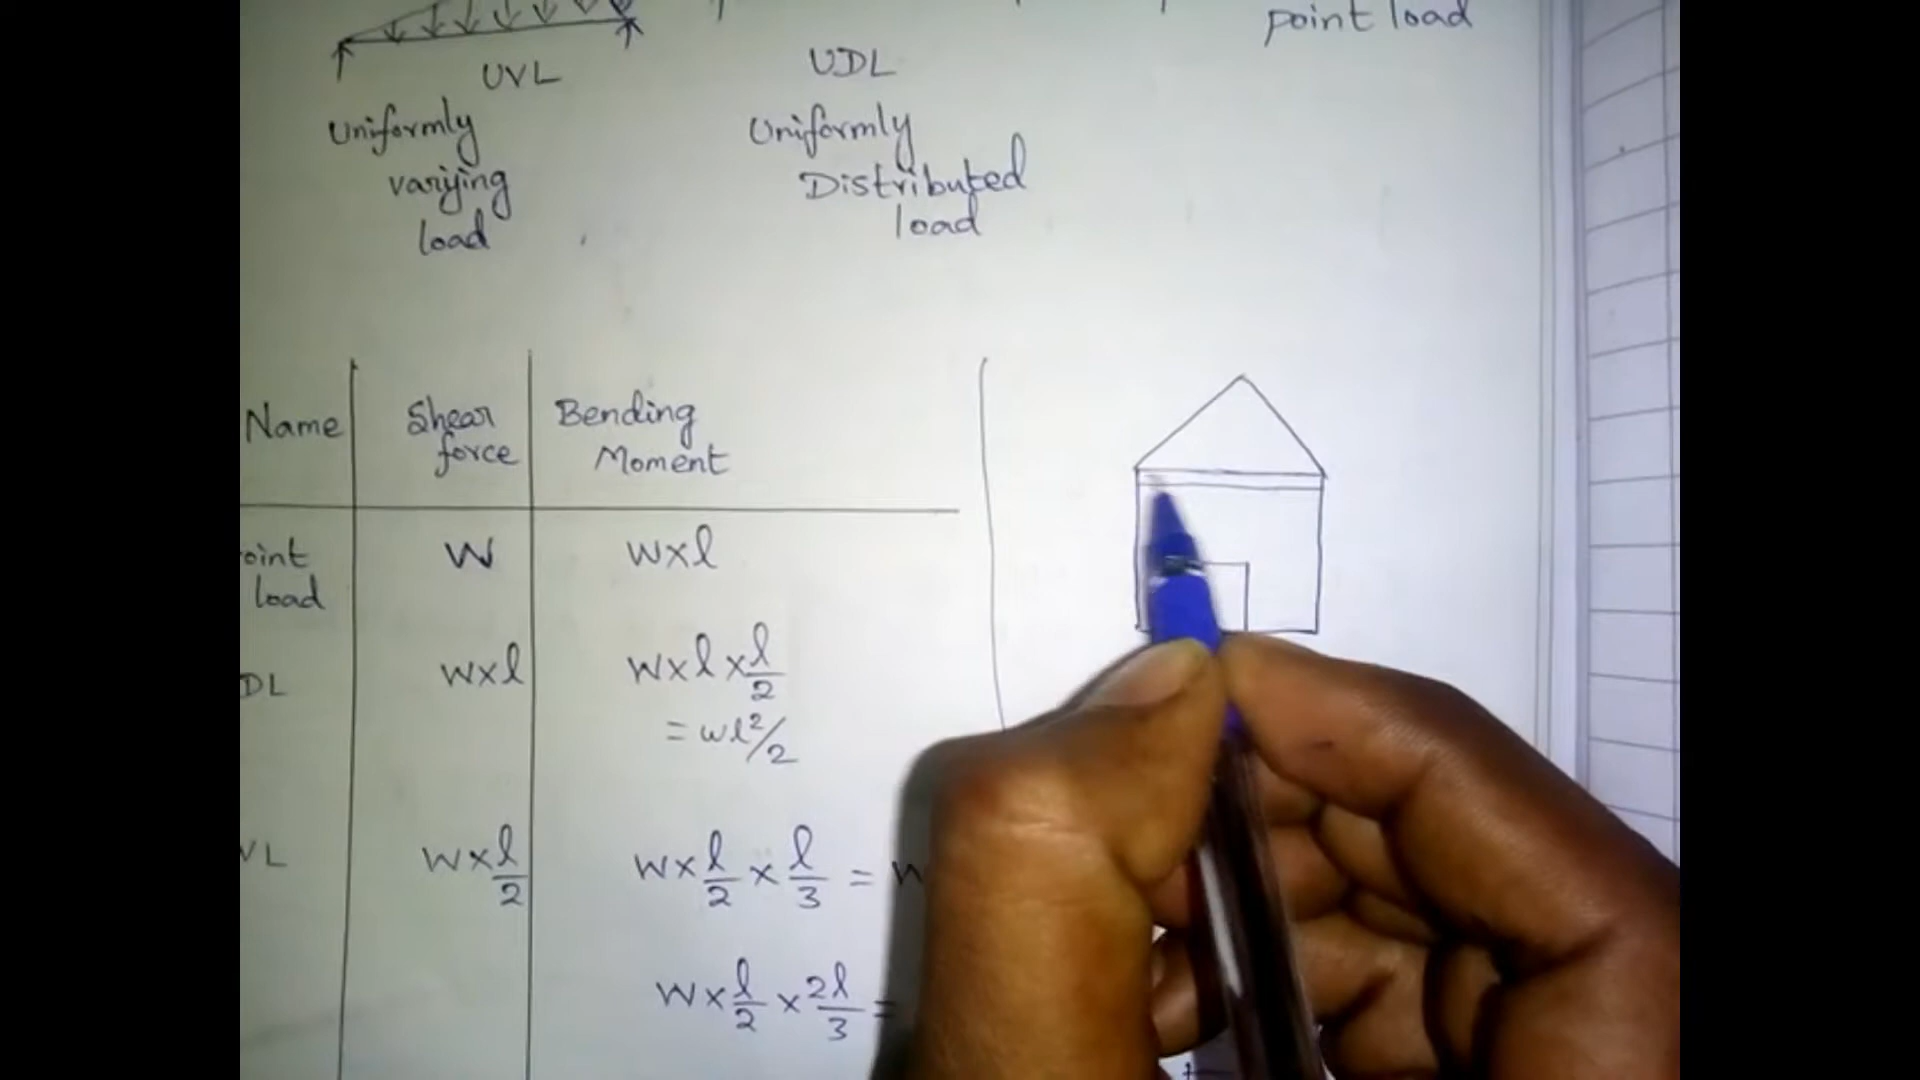 point load
UVL
UDL
Uniformly
varying
load
Uniformly
Distributed
load
Name
Shear
force
Bending
Moment
oint
load
W
W×l
DL
W×l
W×l×l/2
= wl²/2
VL
W×l/2
W×l/2 × l/3 = W
W×l/2 × 2l/3 =